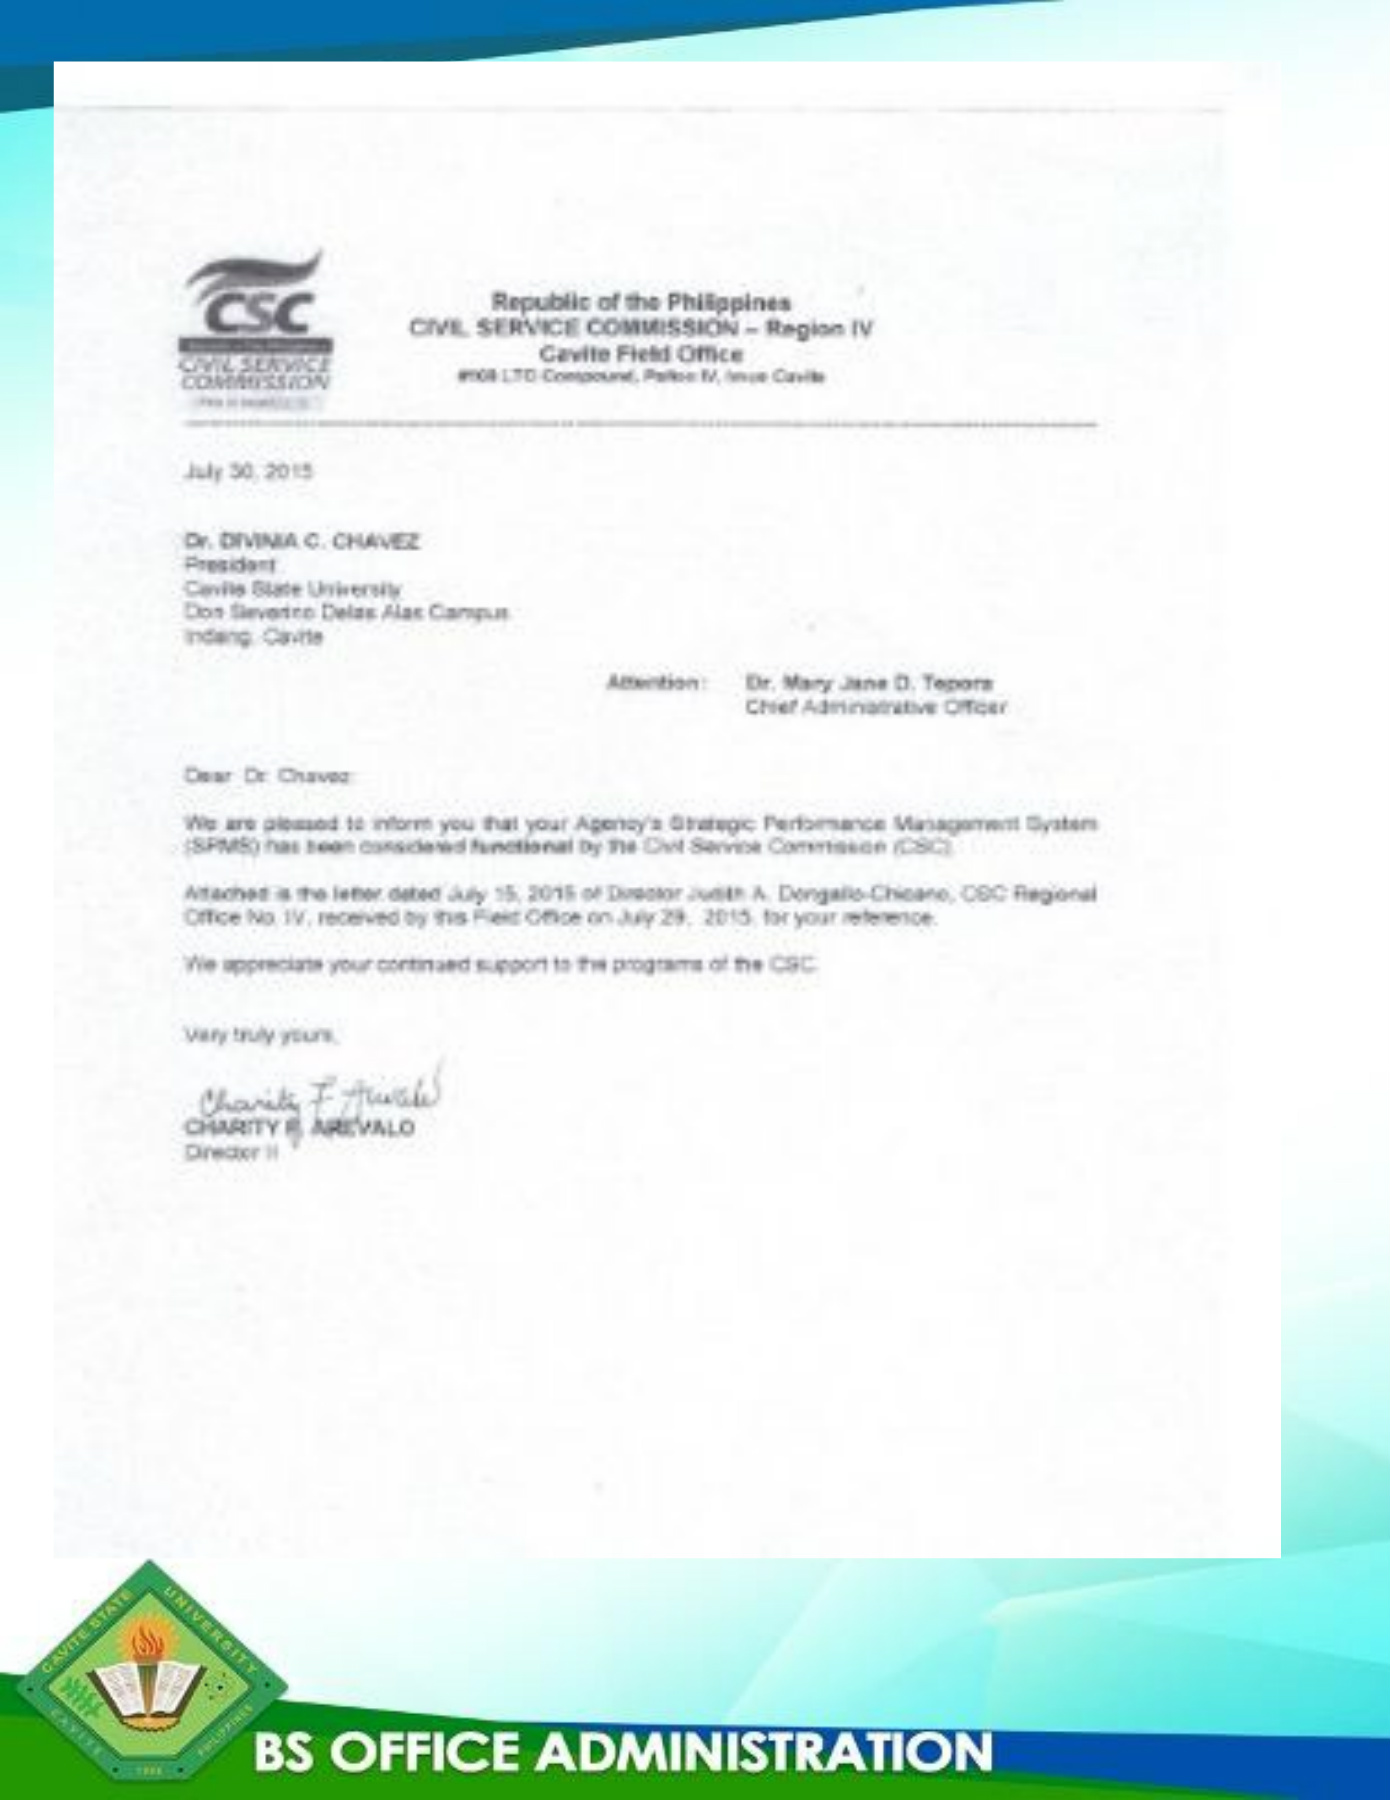 CSC
CIVIL SERVICE
COMMISSION
Republic of the Philippines
CIVIL SERVICE COMMISSION – Region IV
Cavite Field Office
LTO Compound, Palico IV, Imus Cavite
July 30, 2015
Dr. DIVINIA C. CHAVEZ
President
Cavite State University
Don Severino Delas Alas Campus
Indang, Cavite
Attention: Dr. Mary Jane D. Tepora
Chief Administrative Officer
Dear Dr. Chavez:
We are pleased to inform you that your Agency's Strategic Performance Management System
(SPMS) has been considered functional by the Civil Service Commission (CSC).
Attached is the letter dated July 15, 2015 of Director Judith A. Dongallo-Chicano, CSC Regional
Office No. IV, received by this Field Office on July 29, 2015, for your reference.
We appreciate your continued support to the programs of the CSC.
Very truly yours,
Charity F Arevalo
CHARITY F. AREVALO
Director II
CAVITE STATE UNIVERSITY
CAVITE PHILIPPINES
1906
BS OFFICE ADMINISTRATION